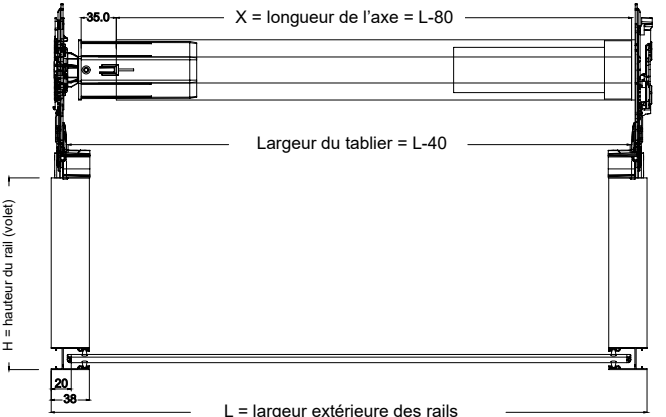 35.0
X = longueur de l'axe = L-80
Largeur du tablier = L-40
H = hauteur du rail (volet)
20
38
L = largeur extérieure des rails